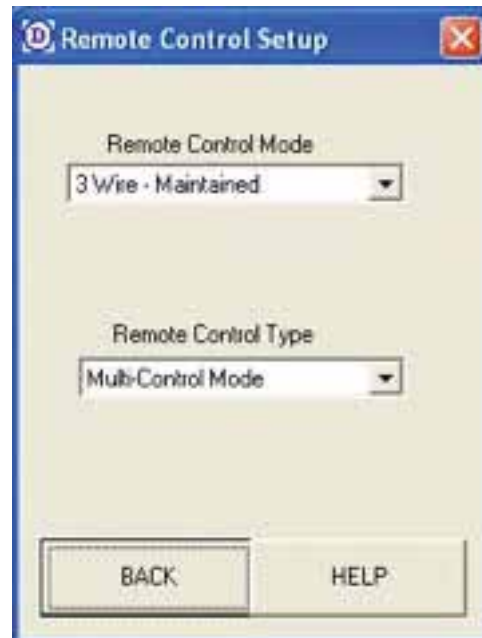 D Remote Control Setup
Remote Control Mode
3 Wire - Maintained
Remote Control Type
Multi-Control Mode
BACK HELP